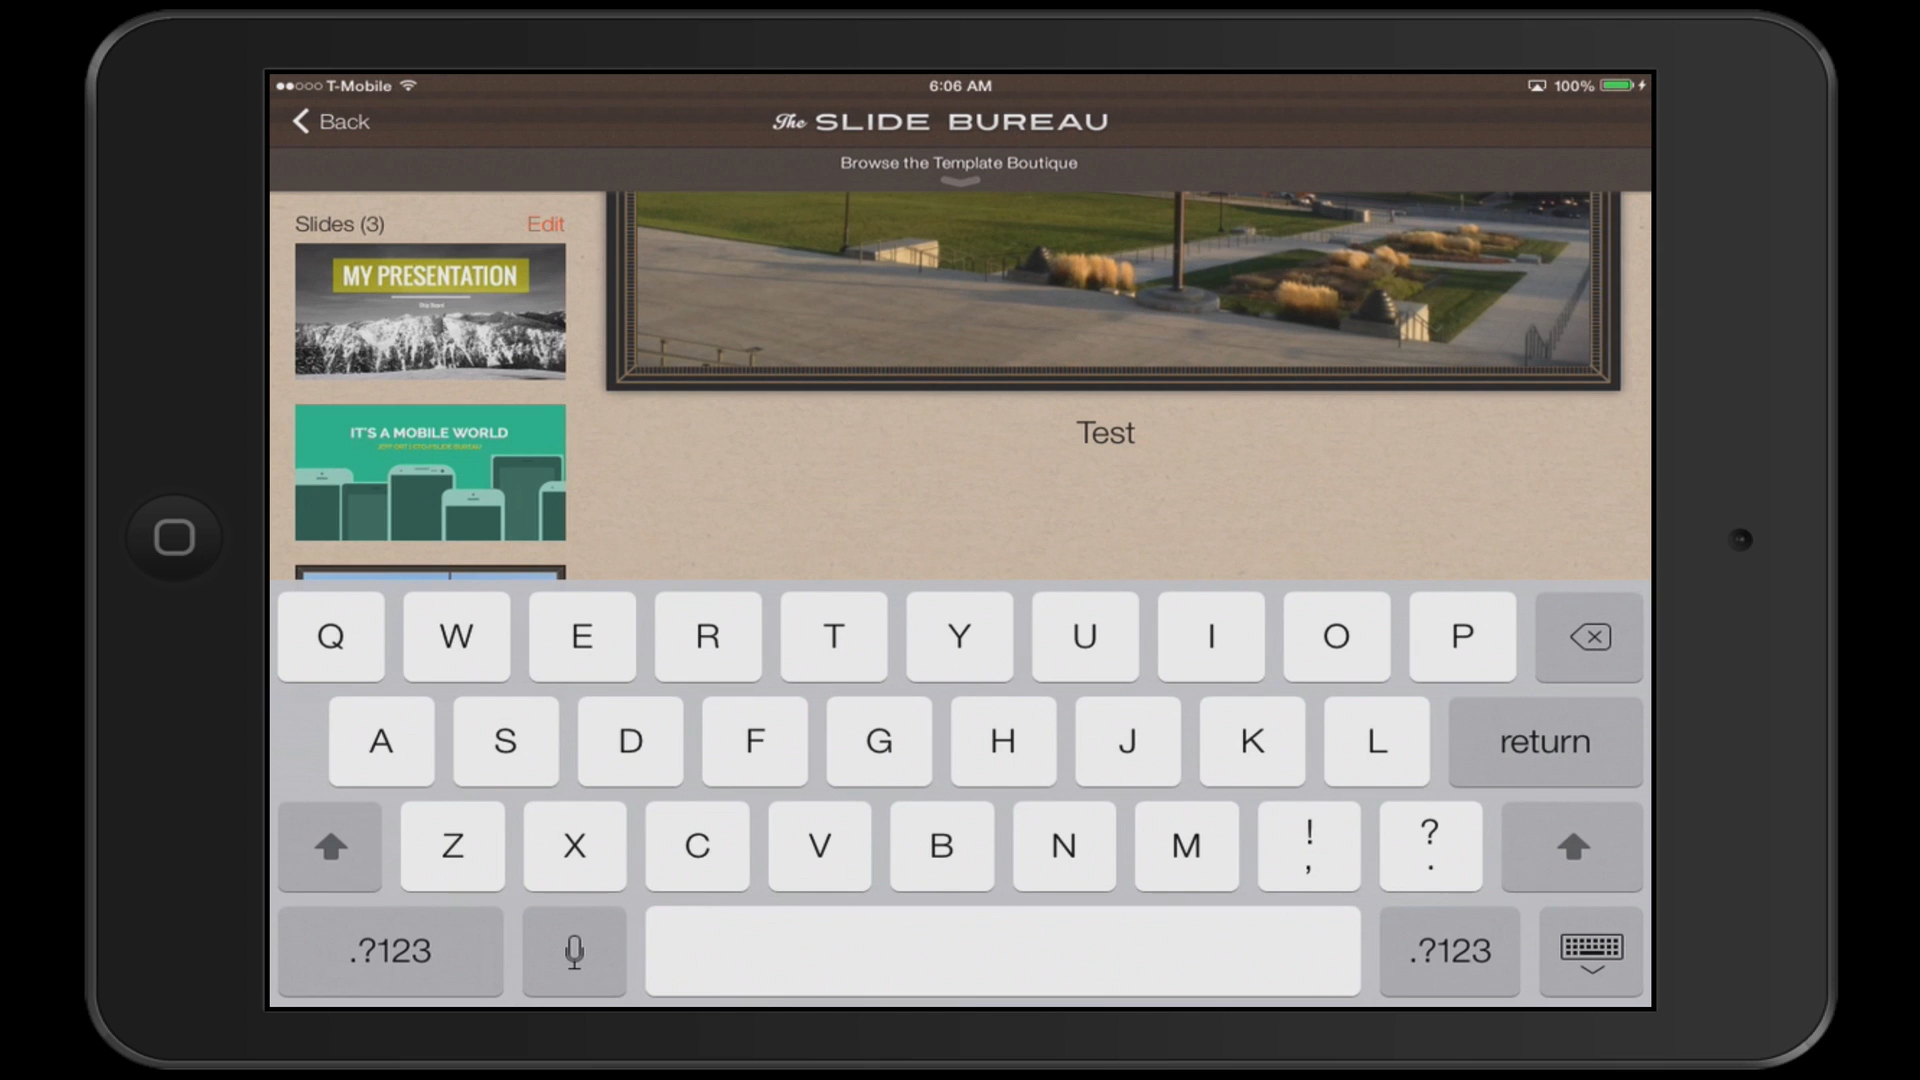 T-Mobile
6:06 AM
100%
Back
The SLIDE BUREAU
Browse the Template Boutique
Slides (3)
Edit
MY PRESENTATION
IT'S A MOBILE WORLD
Test
Q W E R T Y U I O P
A S D F G H J K L return
Z X C V B N M ! , ? .
.?123 .?123